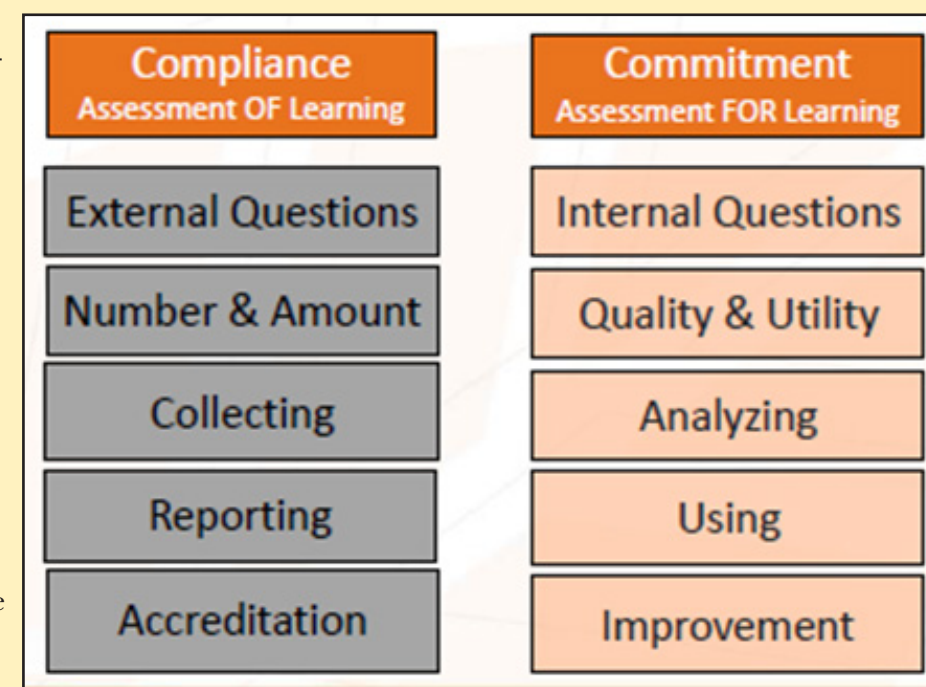 Compliance
Assessment OF Learning
External Questions
Number & Amount
Collecting
Reporting
Accreditation
Commitment
Assessment FOR Learning
Internal Questions
Quality & Utility
Analyzing
Using
Improvement